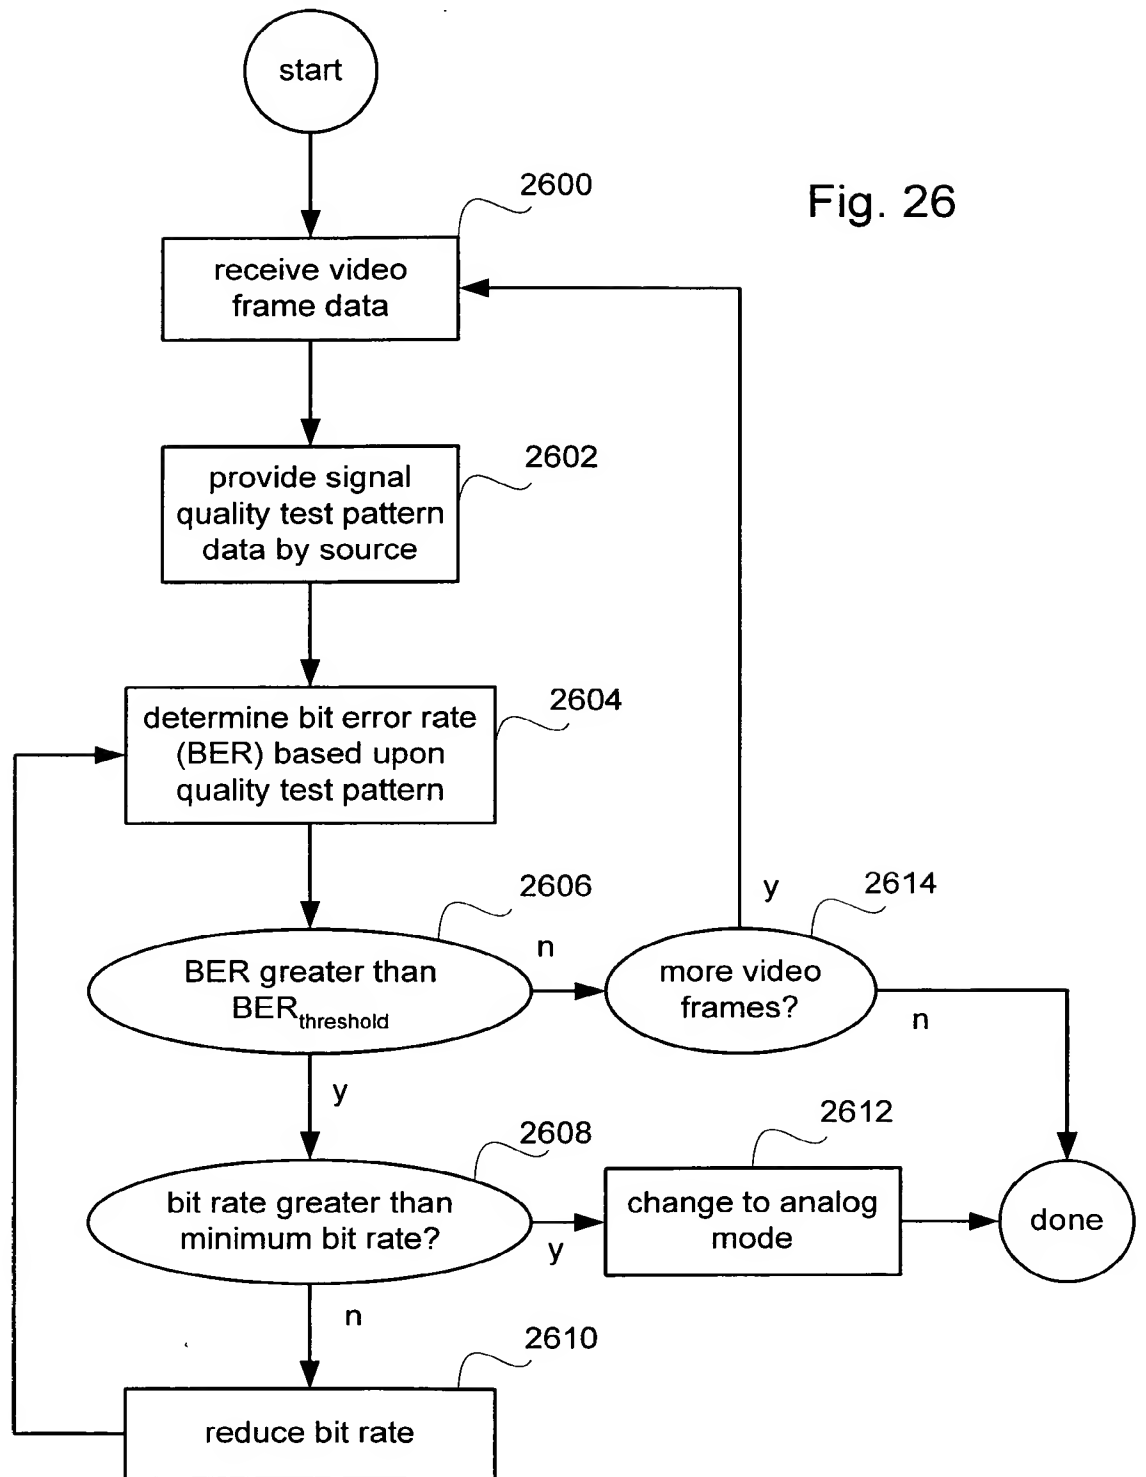 start
2600
Fig. 26
receive video
frame data
2602
provide signal
quality test pattern
data by source
2604
determine bit error rate
(BER) based upon
quality test pattern
2606
BER greater than
BERthreshold
n
y
2614
more video
frames?
y
n
2608
bit rate greater than
minimum bit rate?
y
n
2612
change to analog
mode
done
2610
reduce bit rate